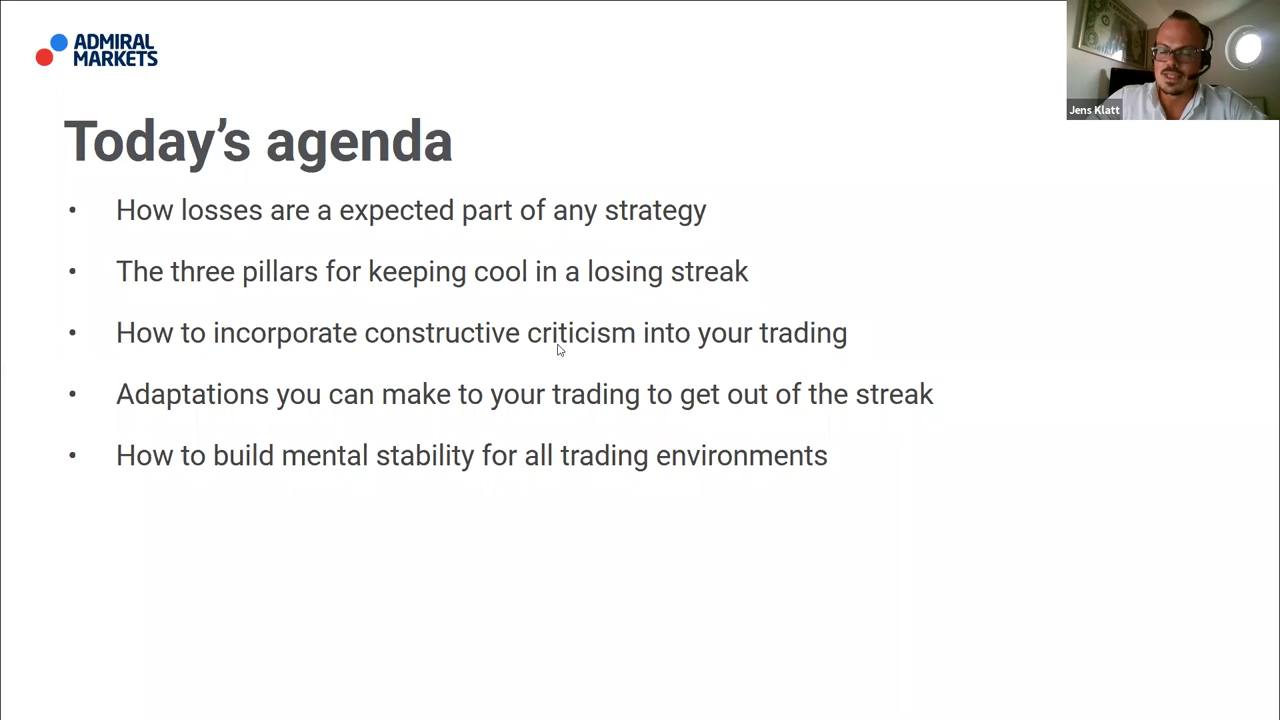 ADMIRAL
MARKETS
Jens Klatt
Today’s agenda
• How losses are a expected part of any strategy
• The three pillars for keeping cool in a losing streak
• How to incorporate constructive criticism into your trading
• Adaptations you can make to your trading to get out of the streak
• How to build mental stability for all trading environments